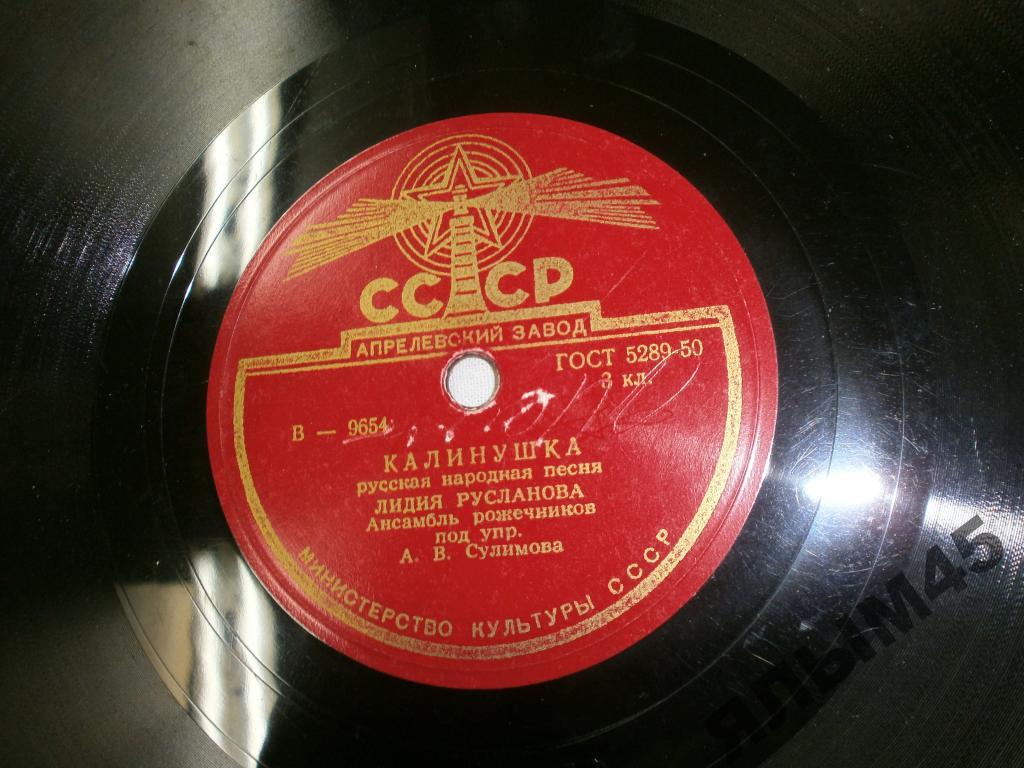 СССР
АПРЕЛЕВСКИЙ ЗАВОД
ГОСТ 5289-50
3 кл.
В — 9654
КАЛИНУШКА
русская народная песня
ЛИДИЯ РУСЛАНОВА
Ансамбль рожечников
под упр.
А. В. Сулимова
МИНИСТЕРСТВО КУЛЬТУРЫ СССР
ЯЛЫМ45